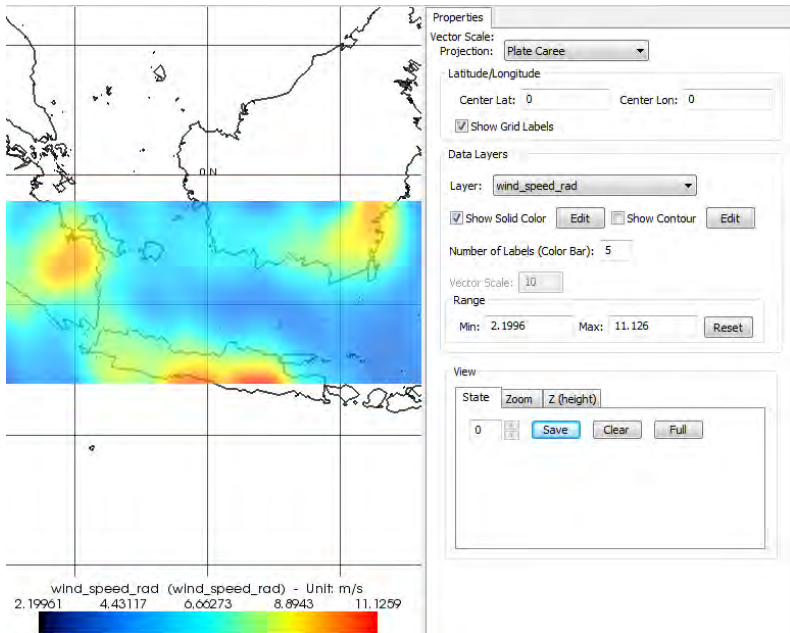 0 N
wind_speed_rad (wind_speed_rad) - Unit: m/s
2.19961 4.43117 6.66273 8.8943 11.1259
Properties
Vector Scale:
Projection: Plate Caree
Latitude/Longitude
Center Lat: 0 Center Lon: 0
Show Grid Labels
Data Layers
Layer: wind_speed_rad
Show Solid Color Edit Show Contour Edit
Number of Labels (Color Bar): 5
Vector Scale: 10
Range
Min: 2.1996 Max: 11.126 Reset
View
State Zoom Z (height)
0 Save Clear Full